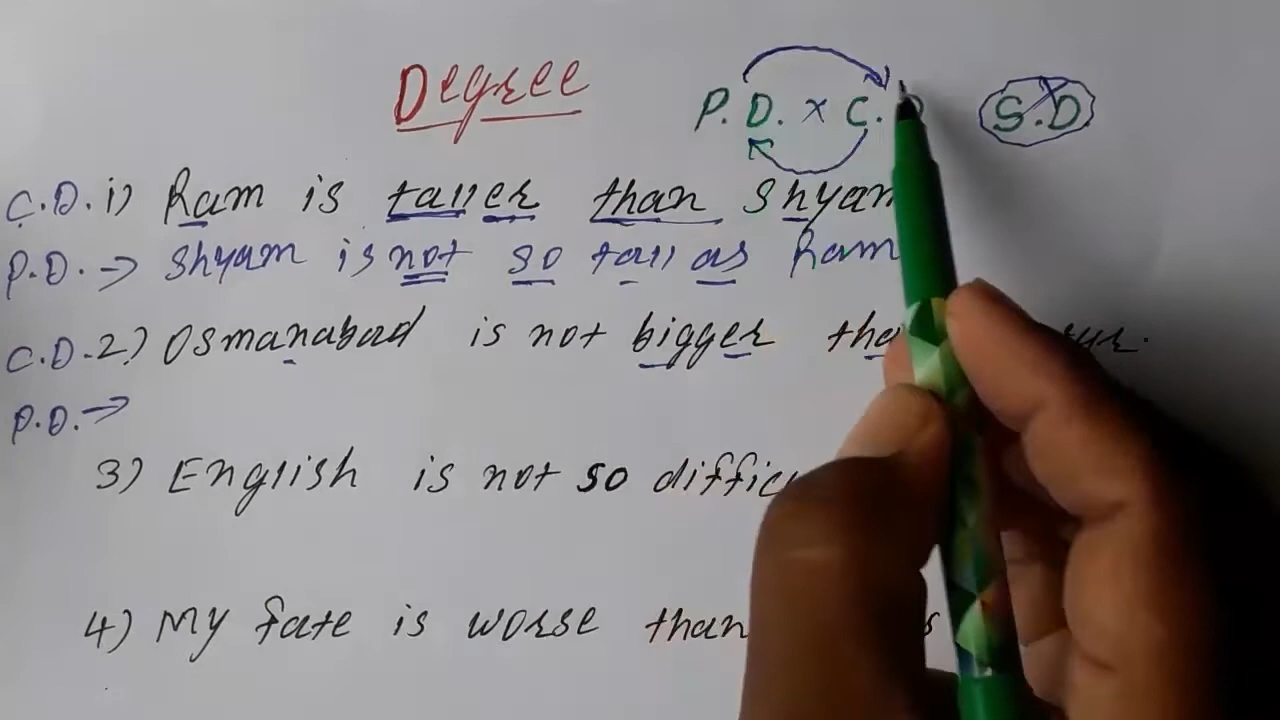 Degree P.D. x C. S.D.
C.D. 1) Ram is taller than Shyam
P.D. → Shyam is not so tall as Ram
C.D. 2) Osmanabad is not bigger
P.D. →
3) English is not so
4) My fate is worse than